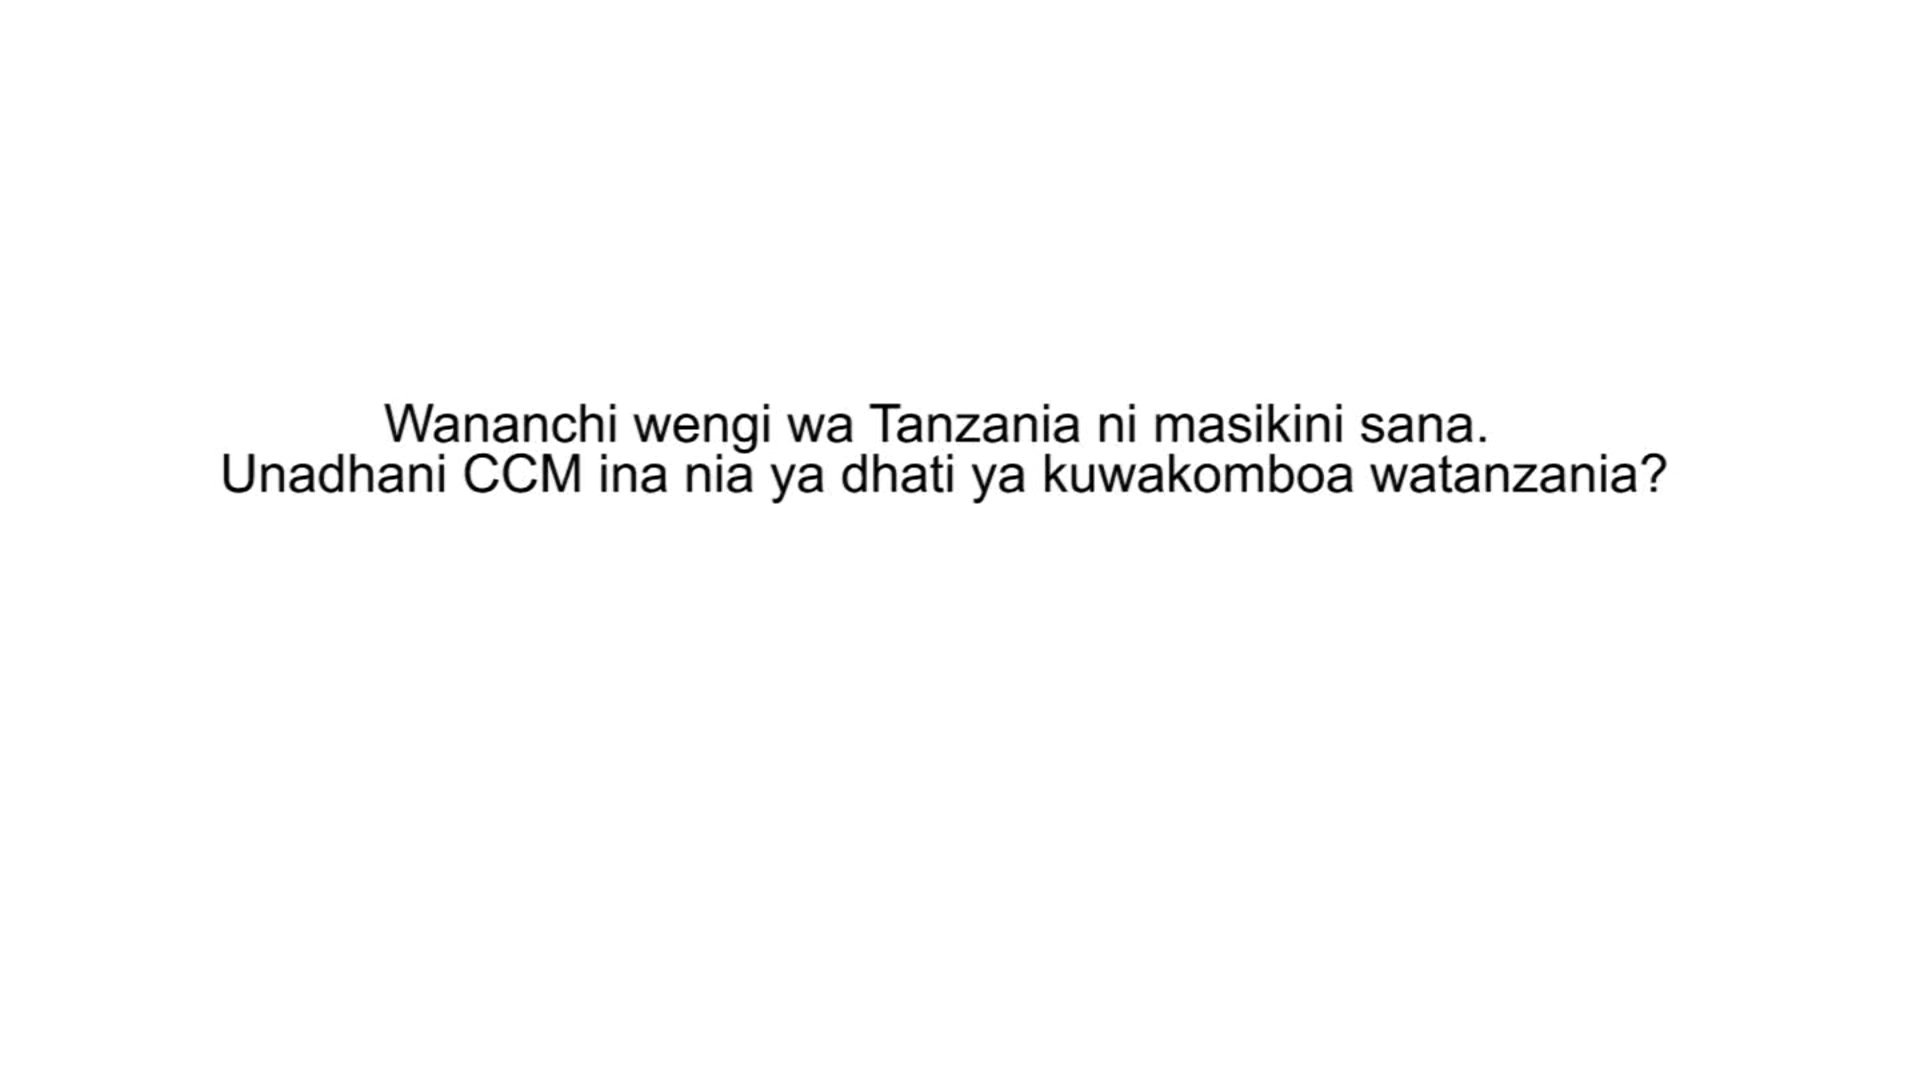 Wananchi wengi wa Tanzania ni masikini sana.
Unadhani CCM ina nia ya dhati ya kuwakomboa watanzania?